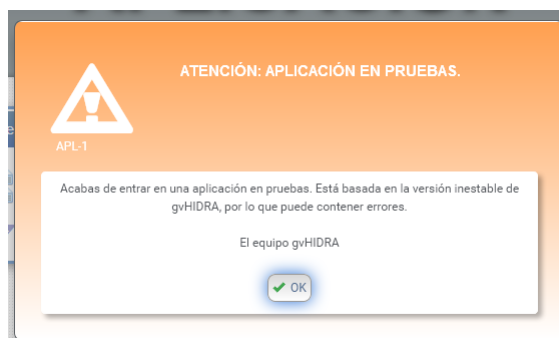 ATENCIÓN: APLICACIÓN EN PRUEBAS.
APL-1
Acabas de entrar en una aplicación en pruebas. Está basada en la versión inestable de
gvHIDRA, por lo que puede contener errores.
El equipo gvHIDRA
OK